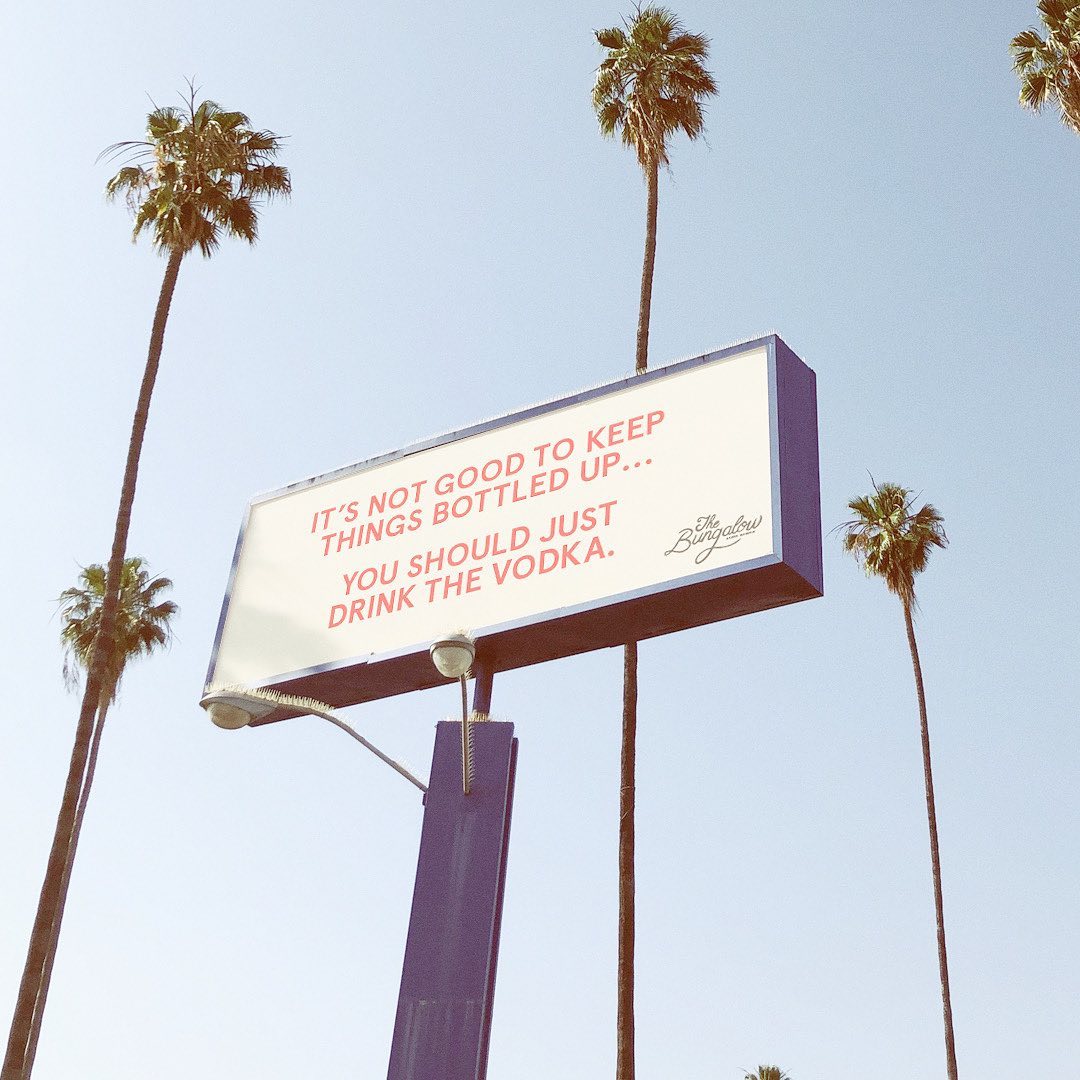 IT'S NOT GOOD TO KEEP
THINGS BOTTLED UP...
YOU SHOULD JUST
DRINK THE VODKA.
The
Bungalow